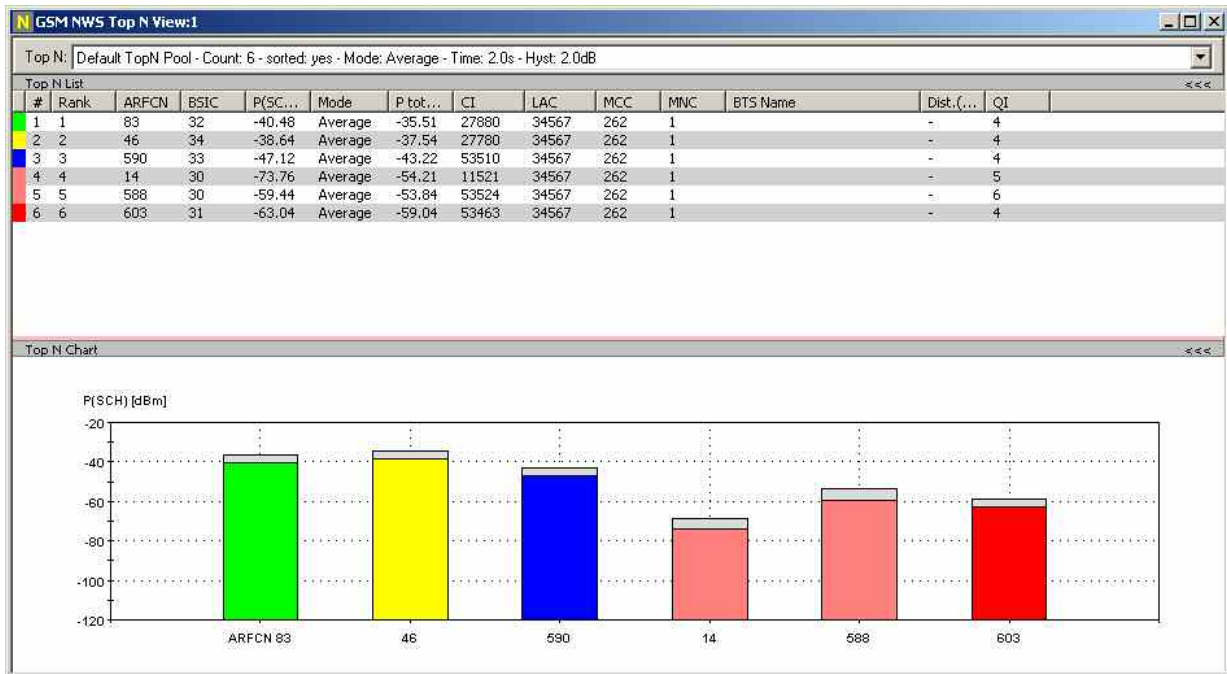 N GSM NWS Top N View:1
Top N: Default TopN Pool - Count: 6 - sorted: yes - Mode: Average - Time: 2.0s - Hyst: 2.0dB
Top N List <<<
# Rank ARFCN BSIC P(SC... Mode P tot... CI LAC MCC MNC BTS Name Dist.(... QI
1 1 83 32 -40.48 Average -35.51 27880 34567 262 1 - 4
2 2 46 34 -38.64 Average -37.54 27780 34567 262 1 - 4
3 3 590 33 -47.12 Average -43.22 53510 34567 262 1 - 4
4 4 14 30 -73.76 Average -54.21 11521 34567 262 1 - 5
5 5 588 30 -59.44 Average -53.84 53524 34567 262 1 - 6
6 6 603 31 -63.04 Average -59.04 53463 34567 262 1 - 4
Top N Chart <<<
P(SCH) [dBm]
-20
-40
-60
-80
-100
-120
ARFCN 83 46 590 14 588 603